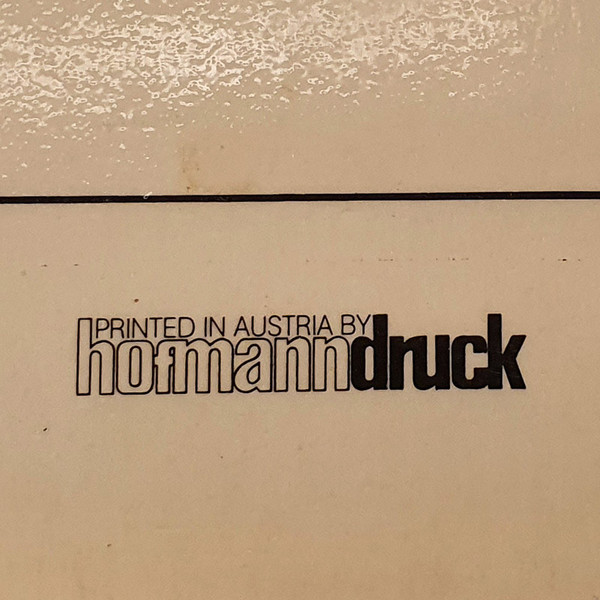 PRINTED IN AUSTRIA BY
hofmanndruck